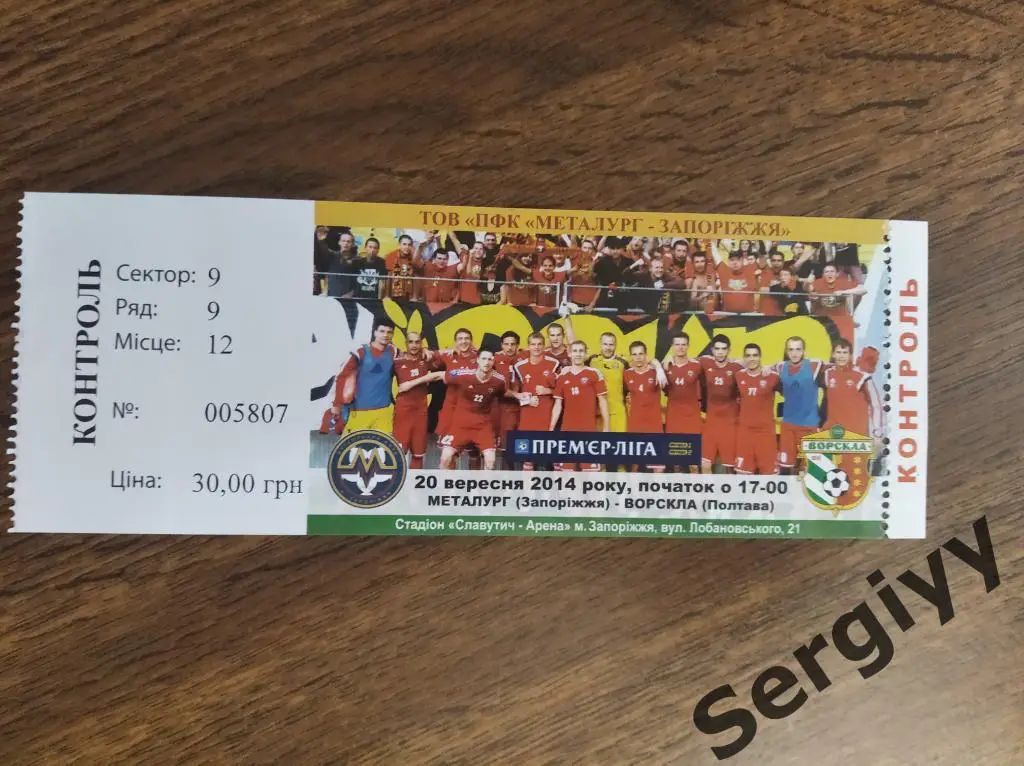 КОНТРОЛЬ
Сектор: 9
Ряд: 9
Місце: 12
№: 005807
Ціна: 30,00 грн
ТОВ «ПФК «МЕТАЛУРГ - ЗАПОРІЖЖЯ»
ПРЕМ'ЄР-ЛІГА
ВОРСКЛА
20 вересня 2014 року, початок о 17-00
МЕТАЛУРГ (Запоріжжя) - ВОРСКЛА (Полтава)
Стадіон «Славутич - Арена» м. Запоріжжя, вул. Лобановського, 21
КОНТРОЛЬ
Sergiyy